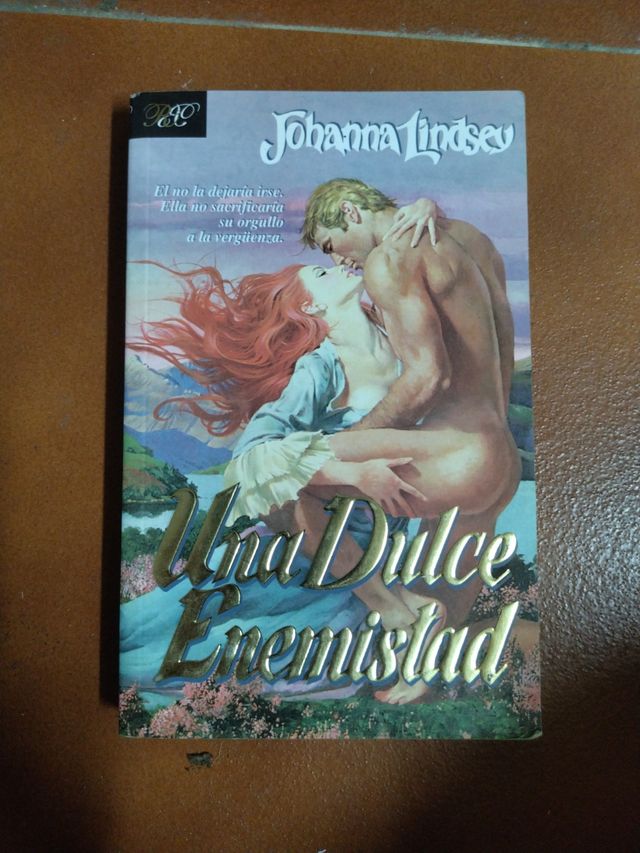 Johanna Lindsey
El no la dejaría irse.
Ella no sacrificaría
su orgullo
a la vergüenza.
Una Dulce
Enemistad